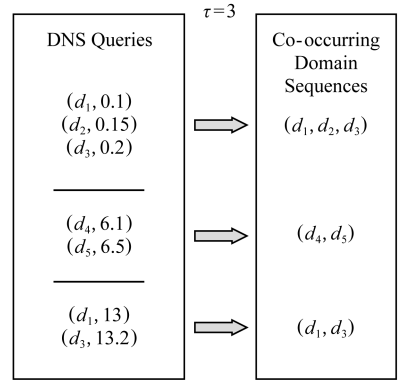 τ=3
DNS Queries
(d₁, 0.1)
(d₂, 0.15)
(d₃, 0.2)
(d₄, 6.1)
(d₅, 6.5)
(d₁, 13)
(d₃, 13.2)
Co-occurring
Domain
Sequences
(d₁, d₂, d₃)
(d₄, d₅)
(d₁, d₃)